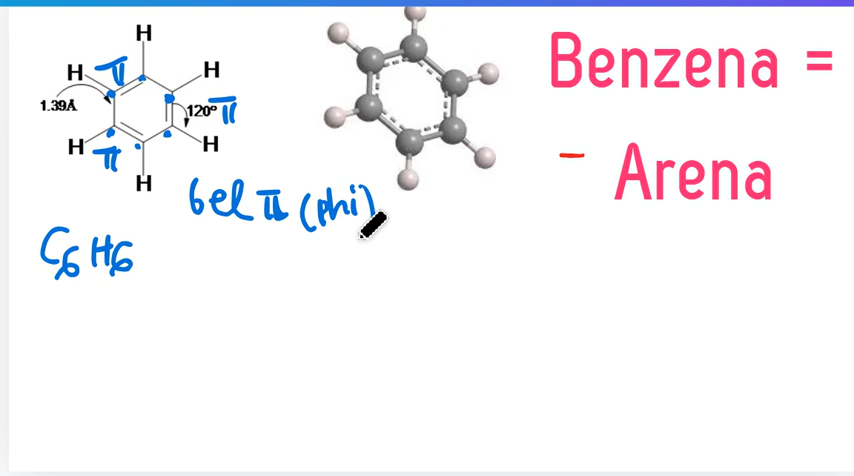 H
H π H
1.39Å 120° π
H π H
H
6el π (phi)
C6H6
Benzena =
- Arena